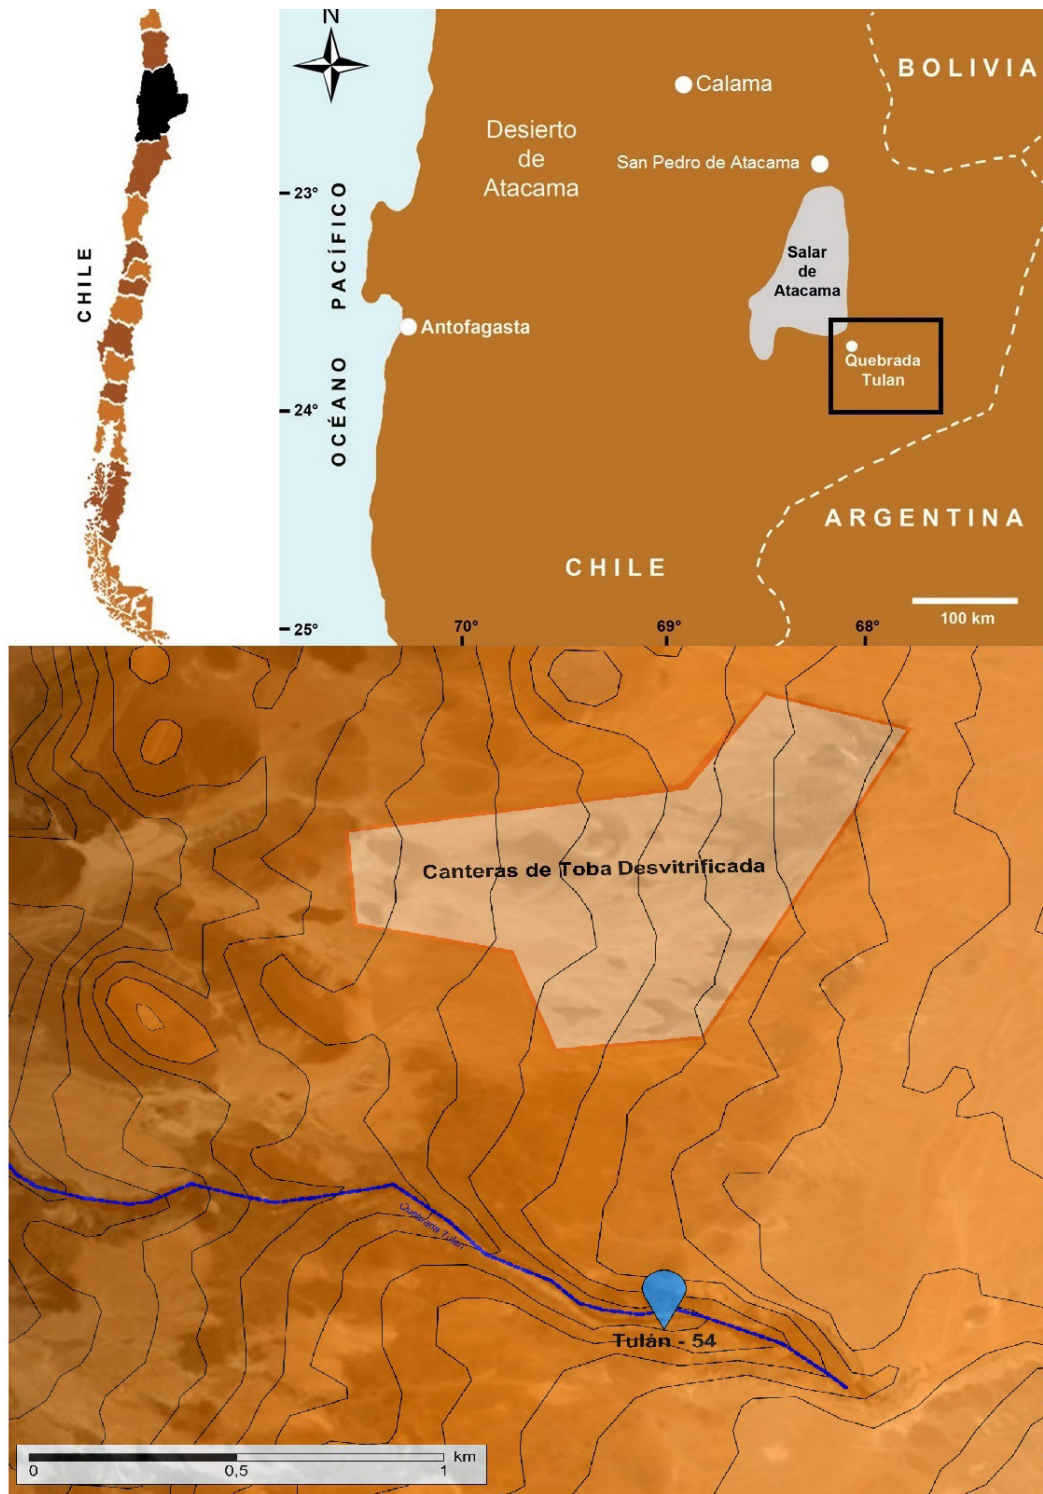 N
BOLIVIA
Calama
Desierto
de
Atacama
San Pedro de Atacama
23°
CHILE
OCÉANO PACÍFICO
Salar
de
Atacama
Antofagasta
Quebrada
Tulan
24°
ARGENTINA
CHILE
100 km
25°
70°
69°
68°
Canteras de Toba Desvitrificada
Quebrada Tulan
Tulán - 54
km
0
0,5
1